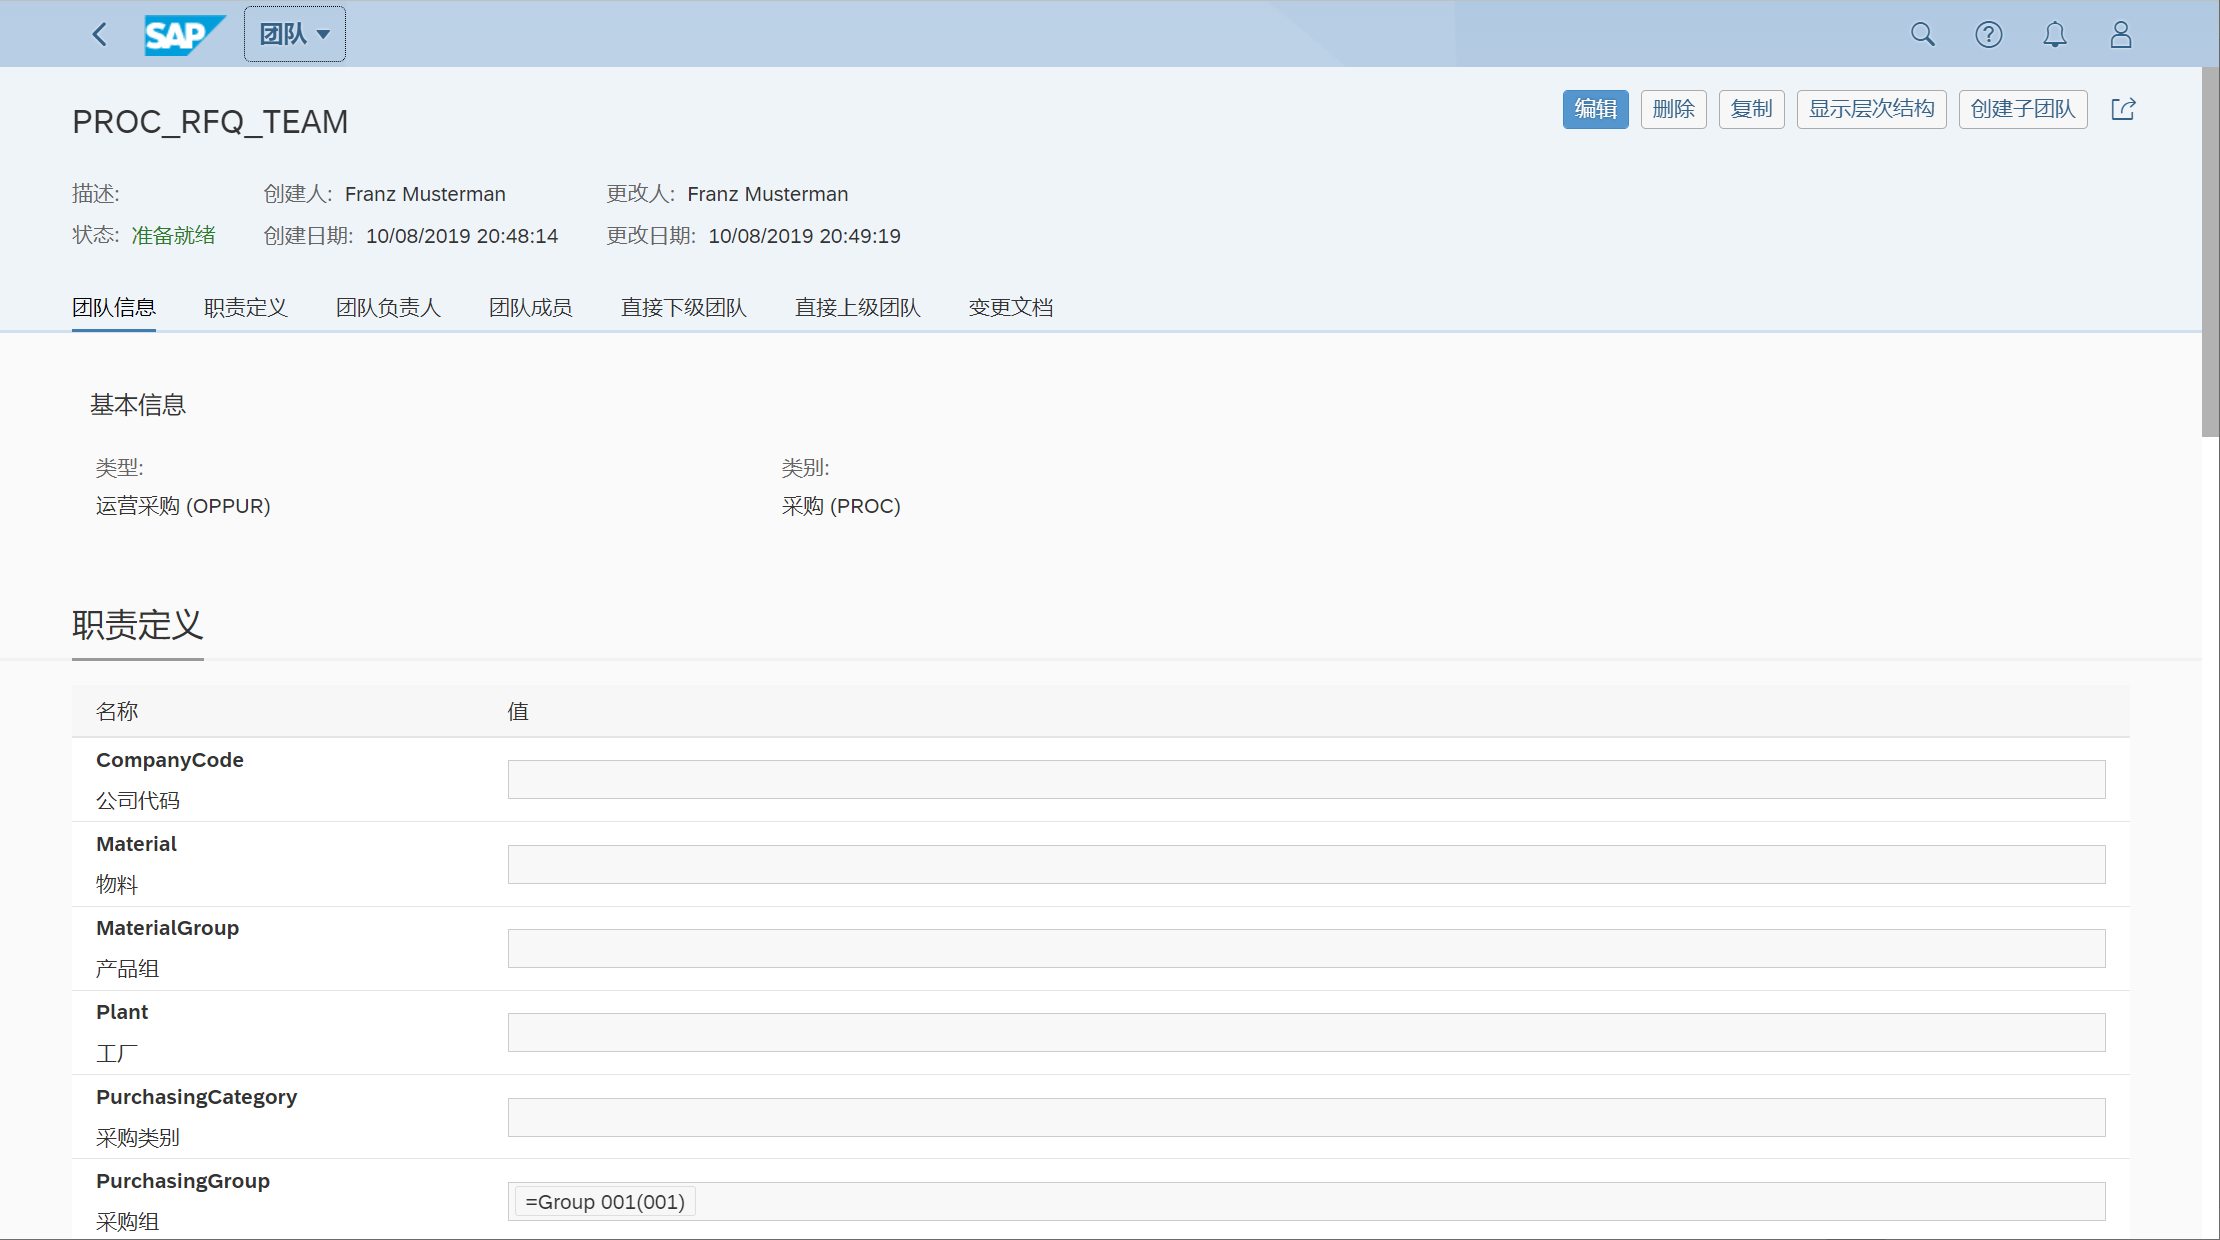 SAP 团队
PROC_RFQ_TEAM
编辑 删除 复制 显示层次结构 创建子团队
描述: 创建人: Franz Musterman 更改人: Franz Musterman
状态: 准备就绪 创建日期: 10/08/2019 20:48:14 更改日期: 10/08/2019 20:49:19
团队信息 职责定义 团队负责人 团队成员 直接下级团队 直接上级团队 变更文档
基本信息
类型: 类别:
运营采购 (OPPUR) 采购 (PROC)
职责定义
名称 值
CompanyCode
公司代码
Material
物料
MaterialGroup
产品组
Plant
工厂
PurchasingCategory
采购类别
PurchasingGroup
=Group 001(001)
采购组